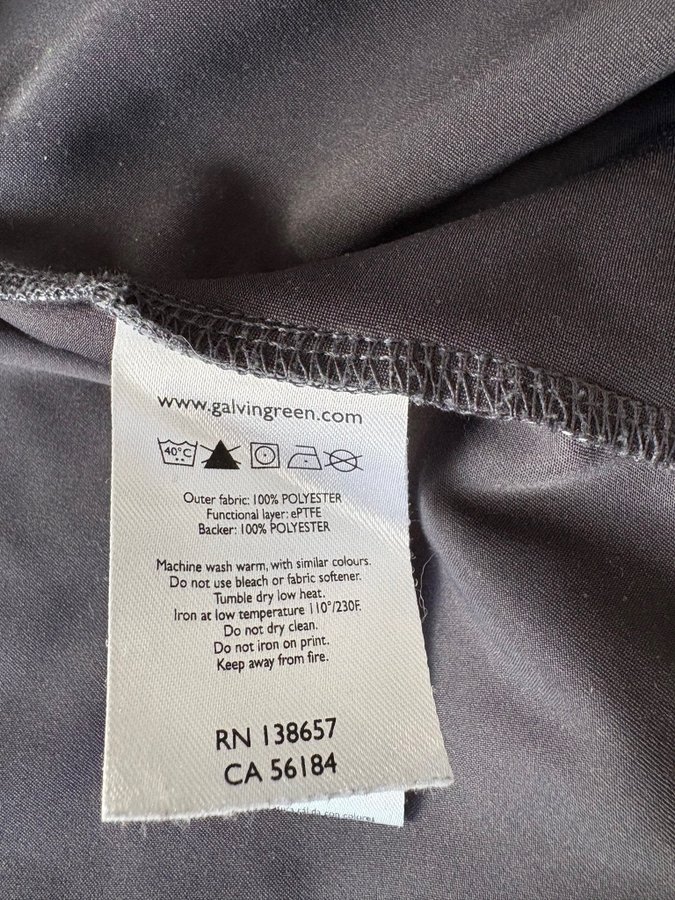 www.galvingreen.com
40°C
Outer fabric: 100% POLYESTER
Functional layer: ePTFE
Backer: 100% POLYESTER
Machine wash warm, with similar colours.
Do not use bleach or fabric softener.
Tumble dry low heat.
Iron at low temperature 110°/230F.
Do not dry clean.
Do not iron on print.
Keep away from fire.
RN 138657
CA 56184